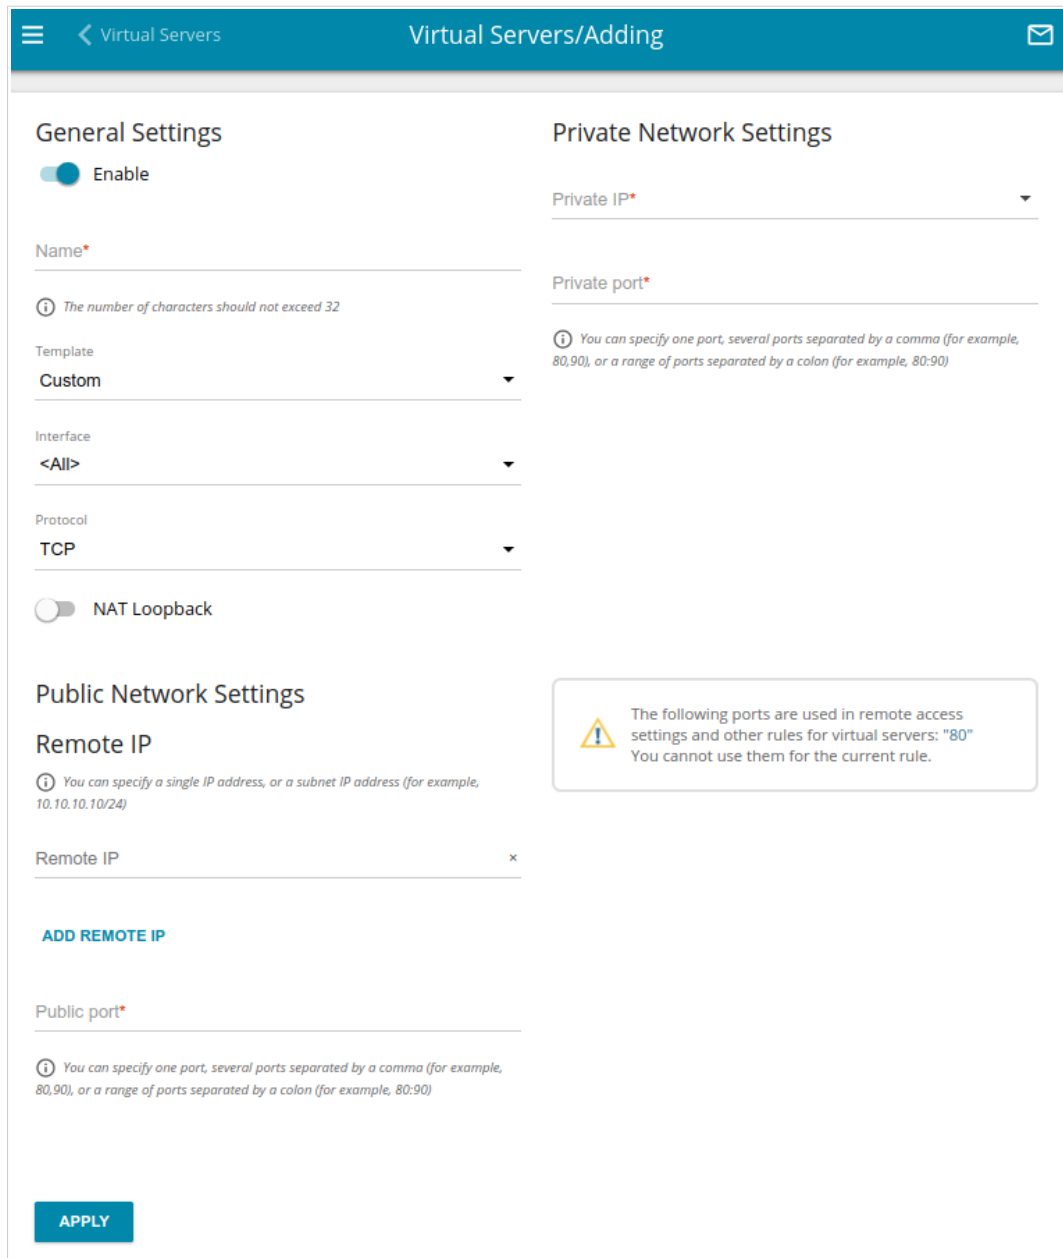 Virtual Servers
Virtual Servers/Adding
General Settings
Enable
Name*
The number of characters should not exceed 32
Template
Custom
Interface
<All>
Protocol
TCP
NAT Loopback
Private Network Settings
Private IP*
Private port*
You can specify one port, several ports separated by a comma (for example,
80,90), or a range of ports separated by a colon (for example, 80:90)
Public Network Settings
Remote IP
You can specify a single IP address, or a subnet IP address (for example,
10.10.10.10/24)
Remote IP ×
ADD REMOTE IP
Public port*
You can specify one port, several ports separated by a comma (for example,
80,90), or a range of ports separated by a colon (for example, 80:90)
The following ports are used in remote access
settings and other rules for virtual servers: "80"
You cannot use them for the current rule.
APPLY